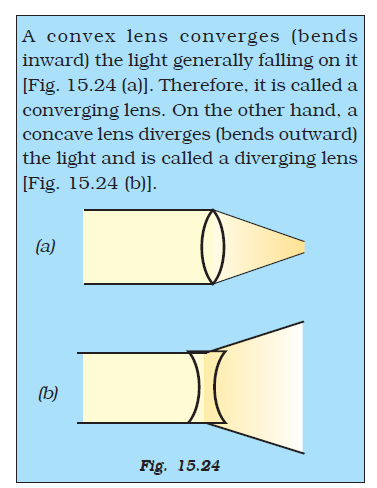 A convex lens converges (bends
inward) the light generally falling on it
[Fig. 15.24 (a)]. Therefore, it is called a
converging lens. On the other hand, a
concave lens diverges (bends outward)
the light and is called a diverging lens
[Fig. 15.24 (b)].
(a)
(b)
Fig. 15.24